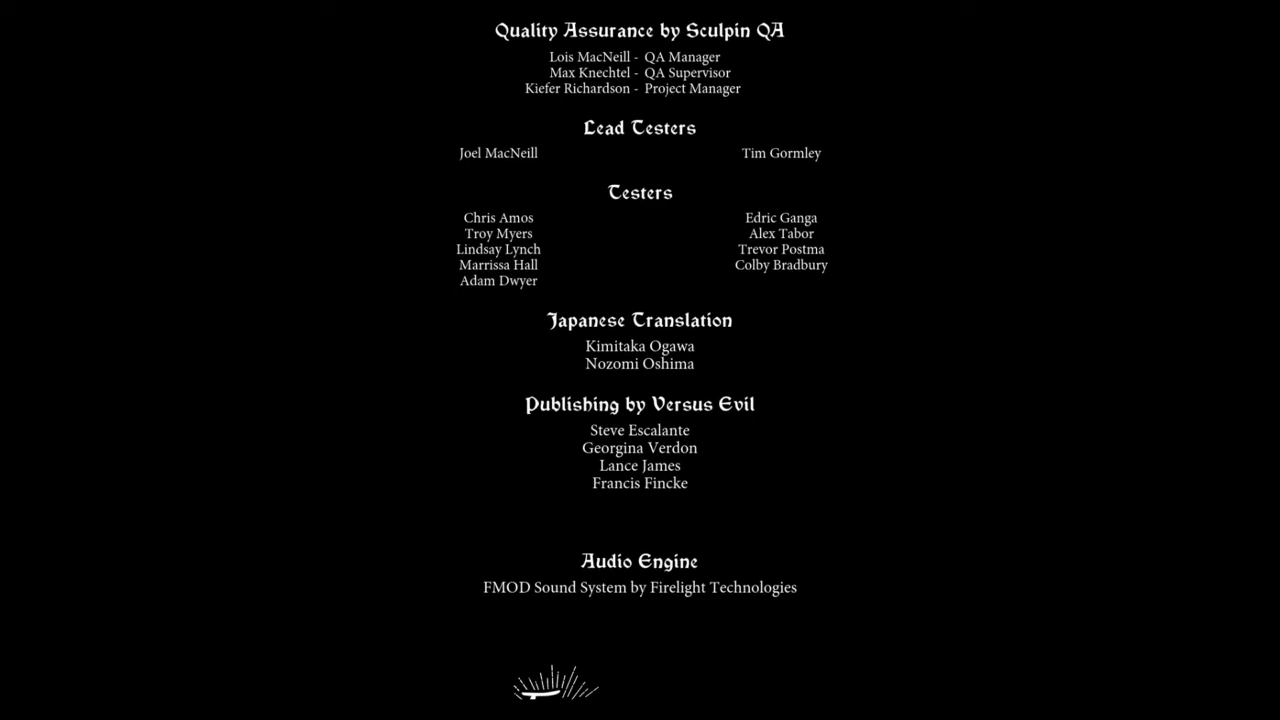 Quality Assurance by Sculpin QA
Lois MacNeill - QA Manager
Max Knechtel - QA Supervisor
Kiefer Richardson - Project Manager
Lead Testers
Joel MacNeill Tim Gormley
Testers
Chris Amos Edric Ganga
Troy Myers Alex Tabor
Lindsay Lynch Trevor Postma
Marrissa Hall Colby Bradbury
Adam Dwyer
Japanese Translation
Kimitaka Ogawa
Nozomi Oshima
Publishing by Versus Evil
Steve Escalante
Georgina Verdon
Lance James
Francis Fincke
Audio Engine
FMOD Sound System by Firelight Technologies